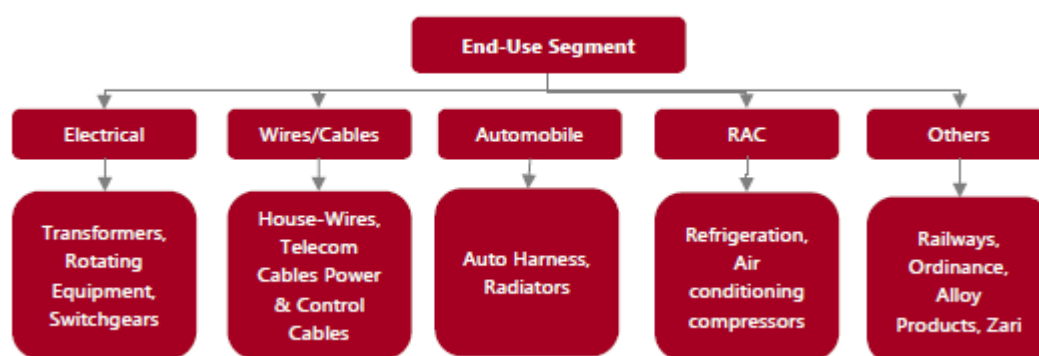 End-Use Segment
Electrical
Wires/Cables
Automobile
RAC
Others
Transformers,
Rotating
Equipment,
Switchgears
House-Wires,
Telecom
Cables Power
& Control
Cables
Auto Harness,
Radiators
Refrigeration,
Air
conditioning
compressors
Railways,
Ordinance,
Alloy
Products, Zari